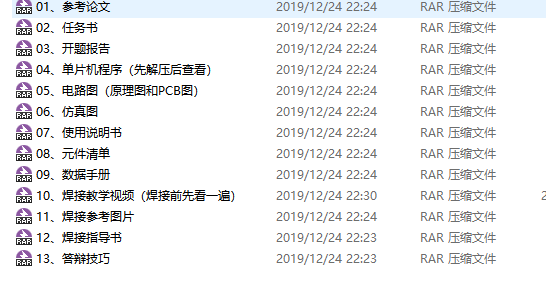 01、参考论文 2019/12/24 22:24 RAR 压缩文件
02、任务书 2019/12/24 22:24 RAR 压缩文件
03、开题报告 2019/12/24 22:24 RAR 压缩文件
04、单片机程序（先解压后查看） 2019/12/24 22:24 RAR 压缩文件
05、电路图（原理图和PCB图） 2019/12/24 22:24 RAR 压缩文件
06、仿真图 2019/12/24 22:24 RAR 压缩文件
07、使用说明书 2019/12/24 22:24 RAR 压缩文件
08、元件清单 2019/12/24 22:24 RAR 压缩文件
09、数据手册 2019/12/24 22:24 RAR 压缩文件
10、焊接教学视频（焊接前先看一遍） 2019/12/24 22:30 RAR 压缩文件 2
11、焊接参考图片 2019/12/24 22:24 RAR 压缩文件
12、焊接指导书 2019/12/24 22:23 RAR 压缩文件
13、答辩技巧 2019/12/24 22:23 RAR 压缩文件